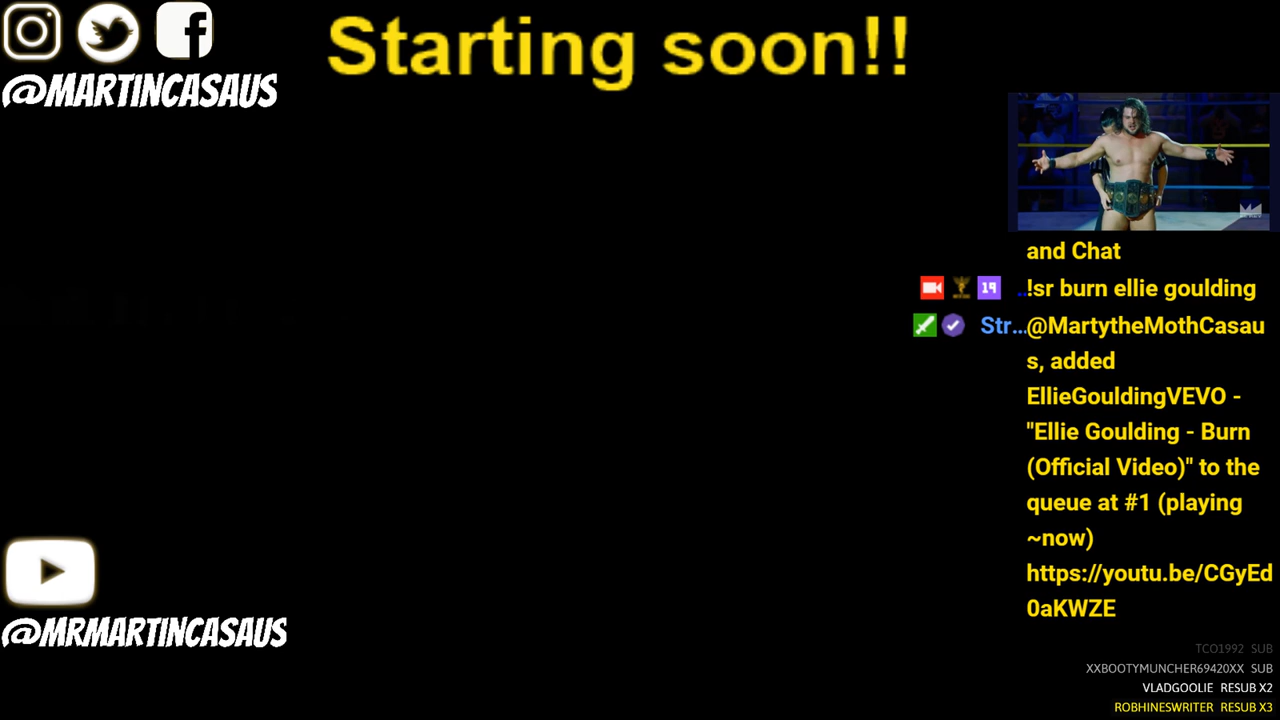 Starting soon!!
@MARTINCASAUS
and Chat
!sr burn ellie goulding
Str... @MartytheMothCasau
s, added
EllieGouldingVEVO -
"Ellie Goulding - Burn
(Official Video)" to the
queue at #1 (playing
~now)
https://youtu.be/CGyEd
0aKWZE
@MRMARTINCASAUS
TCO1992 SUB
XXBOOTYMUNCHER69420XX SUB
VLADGOOLIE RESUB X2
ROBHINESWRITER RESUB X3